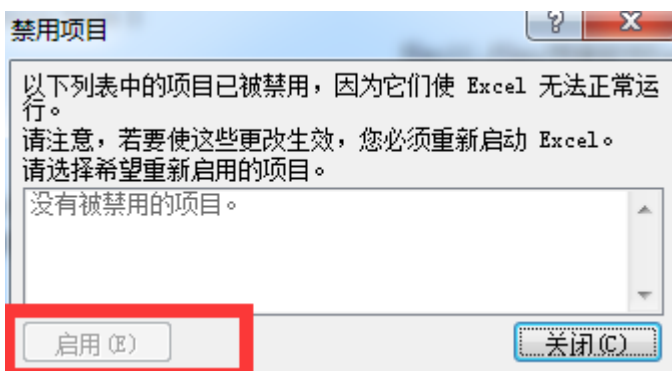 禁用项目
以下列表中的项目已被禁用，因为它们使 Excel 无法正常运
行。
请注意，若要使这些更改生效，您必须重新启动 Excel。
请选择希望重新启用的项目。
没有被禁用的项目。
启用(E) 关闭(C)